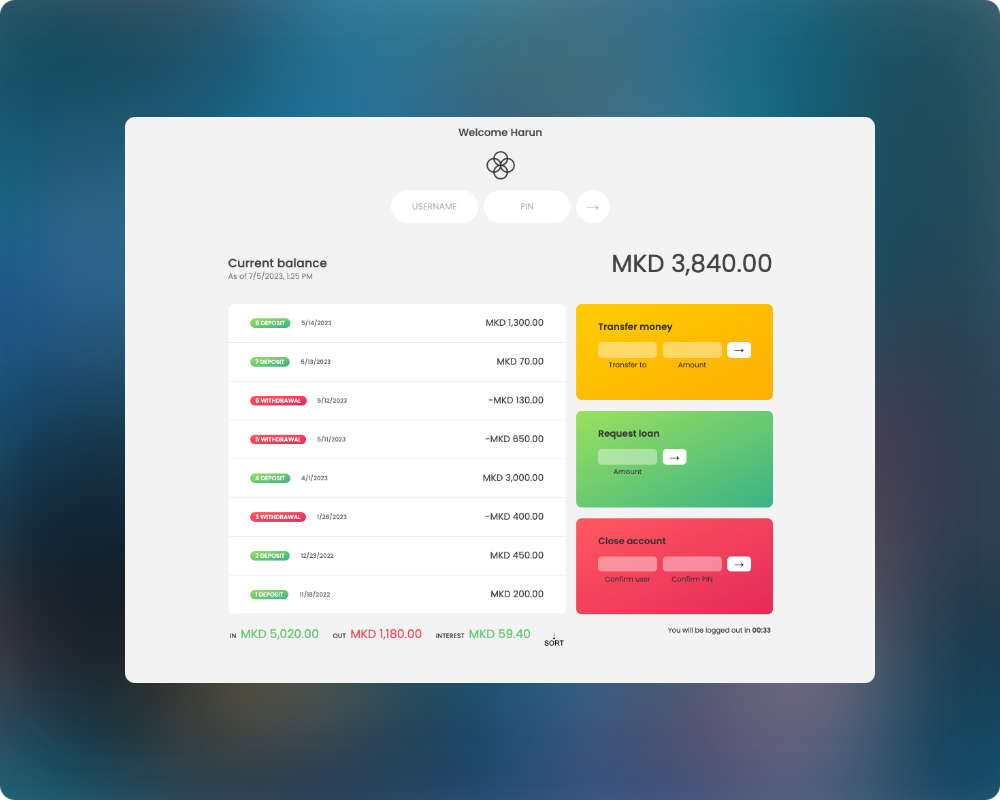 Welcome Harun
USERNAME PIN →
Current balance
As of 7/5/2023, 1:25 PM
MKD 3,840.00
8 DEPOSIT 5/14/2023 MKD 1,300.00
7 DEPOSIT 5/13/2023 MKD 70.00
6 WITHDRAWAL 5/12/2023 -MKD 130.00
5 WITHDRAWAL 5/11/2023 -MKD 650.00
4 DEPOSIT 4/1/2023 MKD 3,000.00
3 WITHDRAWAL 1/28/2023 -MKD 400.00
2 DEPOSIT 12/23/2022 MKD 450.00
1 DEPOSIT 11/18/2022 MKD 200.00
IN MKD 5,020.00 OUT MKD 1,180.00 INTEREST MKD 59.40 ↓ SORT
Transfer money
→
Transfer to Amount
Request loan
→
Amount
Close account
→
Confirm user Confirm PIN
You will be logged out in 00:33